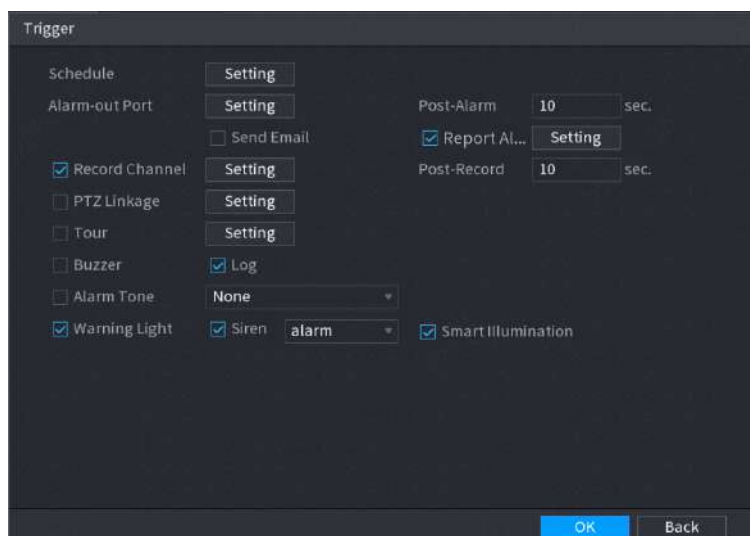 Trigger
Schedule Setting
Alarm-out Port Setting Post-Alarm 10 sec.
Send Email Report Al... Setting
Record Channel Setting Post-Record 10 sec.
PTZ Linkage Setting
Tour Setting
Buzzer Log
Alarm Tone None
Warning Light Siren alarm Smart Illumination
OK Back